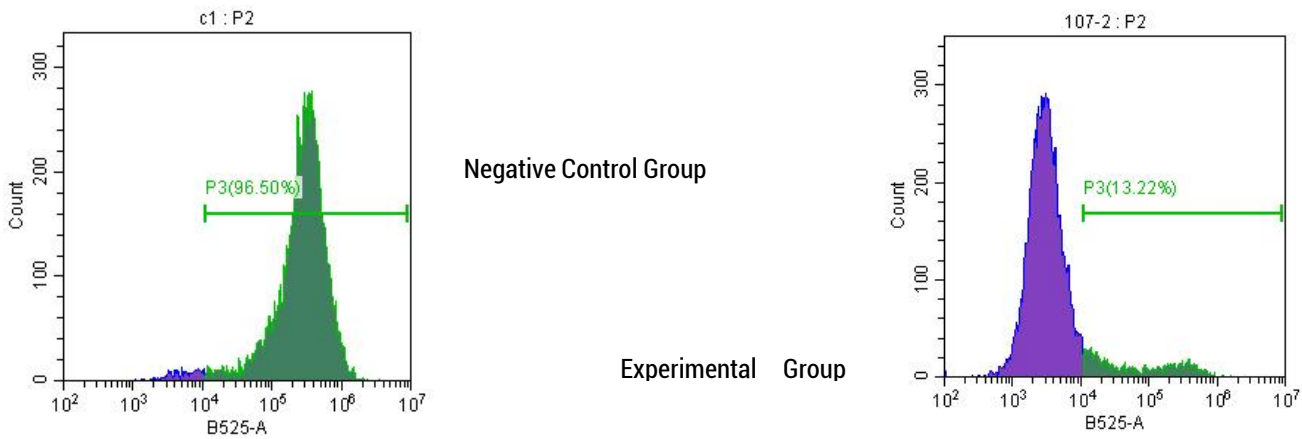 c1 : P2
300
200
100
0
Count
P3(96.50%)
10² 10³ 10⁴ 10⁵ 10⁶ 10⁷
B525-A
Negative Control Group
Experimental Group
107-2 : P2
300
200
100
0
Count
P3(13.22%)
10² 10³ 10⁴ 10⁵ 10⁶ 10⁷
B525-A